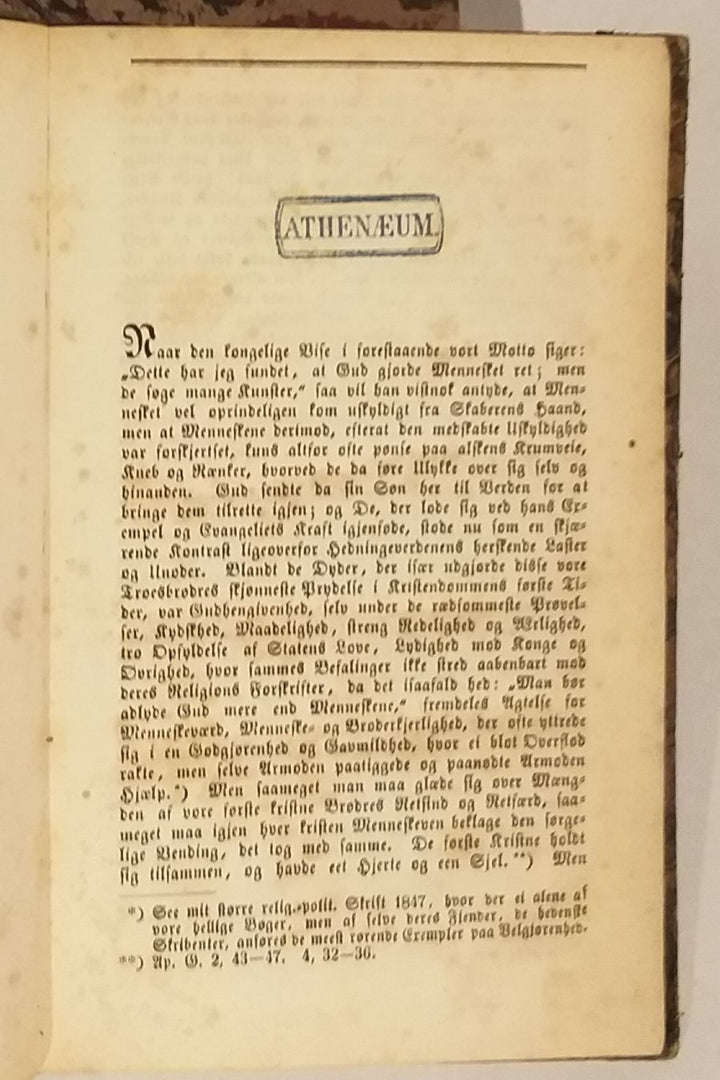 ATHENÆUM.
Naar den kongelige Vise i forestaaende vort Motto siger:
„Dette har jeg fundet, at Gud gjorde Mennesket ret; men
de søge mange Kunster,“ saa vil han vistnok antyde, at Men-
nesket vel oprindeligen kom uskyldigt fra Skaberens Haand,
men at Menneskene derimod, efterat den medskabte Uskyldighed
var forskjertset, kuns altfor ofte pønse paa alskens Krumveie,
Kneb og Rænker, hvorved de da føre Ulykke over sig selv og
hinanden. Gud sendte da sin Søn her til Verden for at
bringe dem tilrette igjen; og De, der lode sig ved hans Ex-
empel og Evangeliets Kraft igjenføde, stode nu som en skjæ-
rende Kontrast ligeoverfor Hedningeverdenens herskende Laster
og Unoder. Blandt de Dyder, der især udgjorde disse vore
Troesbrødres skjønneste Prydelse i Kristendommens første Ti-
der, var Gudhengivenhed, selv under de rædsommeste Prøvel-
ser, Kydskhed, Maadelighed, streng Redelighed og Ærlighed,
tro Opfyldelse af Statens Love, Lydighed mod Konge og
Øvrighed, hvor sammes Befalinger ikke stred aabenbart mod
deres Religions Forskrifter, da det isaafald hed: „Man bør
adlyde Gud mere end Menneskene,“ fremdeles Agtelse for
Menneskeværd, Menneske- og Broderkjerlighed, der ofte yttrede
sig i en Godgjørenhed og Gavmildhed, hvor ei blot Overflod
rakte, men selve Armoden paatiggede og paanødte Armoden
Hjælp.*) Men saameget man maa glæde sig over Mæng-
den af vore første kristne Brødres Retsind og Retfærd, saa-
meget maa igjen hver kristen Menneskeven beklage den sørge-
lige Vending, det tog med samme. De første Kristne holdt
sig tilsammen, og havde eet Hjerte og een Sjel.**) Men
*) See mit større relig.-polit. Skrift 1847, hvor der ei alene af
vore hellige Bøger, men af selve deres Fiender, de hedenske
Skribenter, anføres de meest rørende Exempler paa Velgjørenhed.
**) Ap. G. 2, 43—47. 4, 32—36.